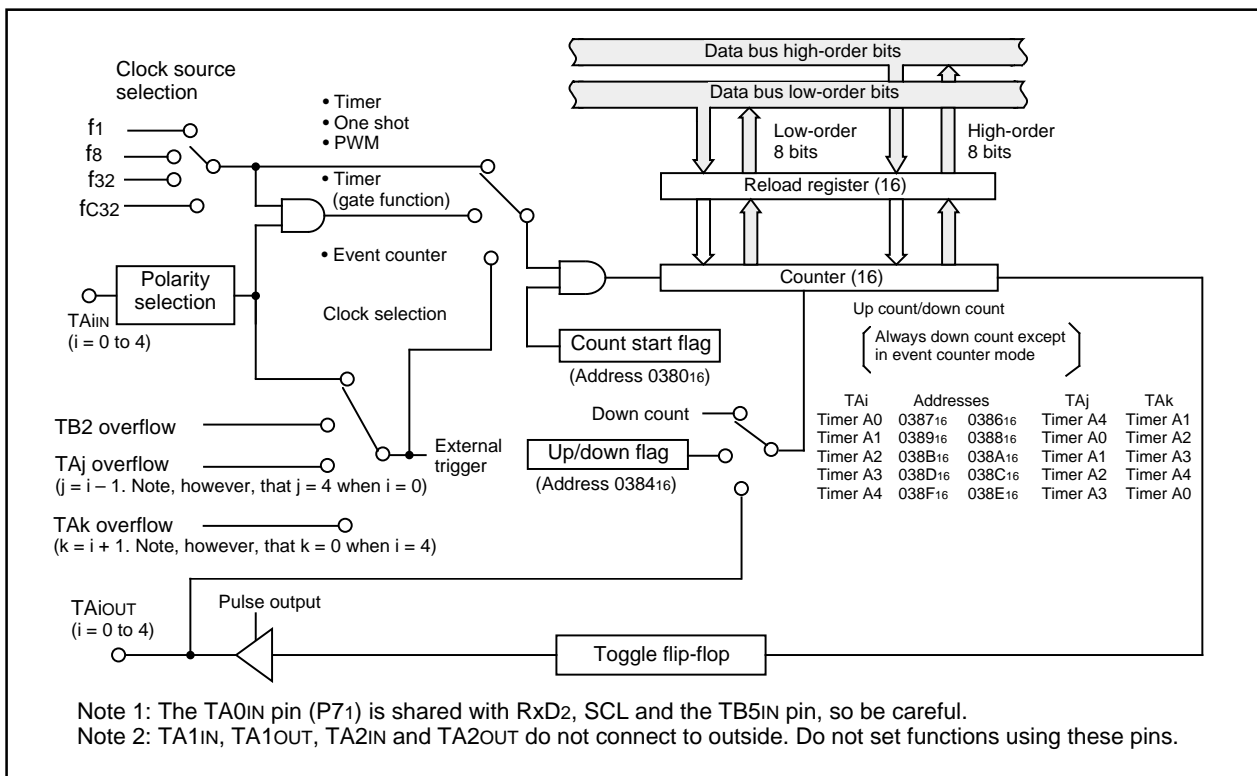 Clock source
selection
f1
f8
f32
fC32
• Timer
• One shot
• PWM
• Timer
(gate function)
• Event counter
Data bus high-order bits
Data bus low-order bits
Low-order
8 bits
High-order
8 bits
Reload register (16)
Counter (16)
Polarity
selection
TAiIN
(i = 0 to 4)
Clock selection
Count start flag
(Address 038016)
Up count/down count
Always down count except
in event counter mode
TB2 overflow
TAj overflow
(j = i – 1. Note, however, that j = 4 when i = 0)
TAk overflow
(k = i + 1. Note, however, that k = 0 when i = 4)
External
trigger
Down count
Up/down flag
(Address 038416)
TAi Addresses TAj TAk
Timer A0 038716 038616 Timer A4 Timer A1
Timer A1 038916 038816 Timer A0 Timer A2
Timer A2 038B16 038A16 Timer A1 Timer A3
Timer A3 038D16 038C16 Timer A2 Timer A4
Timer A4 038F16 038E16 Timer A3 Timer A0
TAiOUT
(i = 0 to 4)
Pulse output
Toggle flip-flop
Note 1: The TA0IN pin (P71) is shared with RxD2, SCL and the TB5IN pin, so be careful.
Note 2: TA1IN, TA1OUT, TA2IN and TA2OUT do not connect to outside. Do not set functions using these pins.